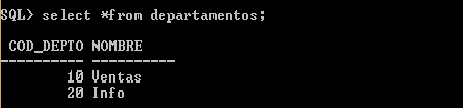 SQL> select *from departamentos;
COD_DEPTO NOMBRE
---------- ----------
10 Ventas
20 Info